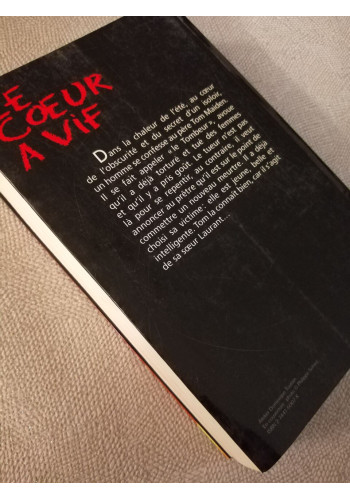 LE
CŒUR
A VIF
Dans la chaleur de l'été, au cœur
de l'obscurité et du secret d'un isoloir,
un homme se confesse au père Tom Maiden.
Il se fait appeler « le Tombeur », avoue
qu'il a déjà torturé et tué des femmes
et qu'il y a pris goût. Le tueur n'est pas
là pour se repentir, au contraire, il veut
annoncer au prêtre qu'il est sur le point de
commettre un nouveau meurtre. Il a déjà
choisi sa victime : elle est jeune, belle et
intelligente. Tom la connaît bien, car il s'agit
de sa sœur Laurant…